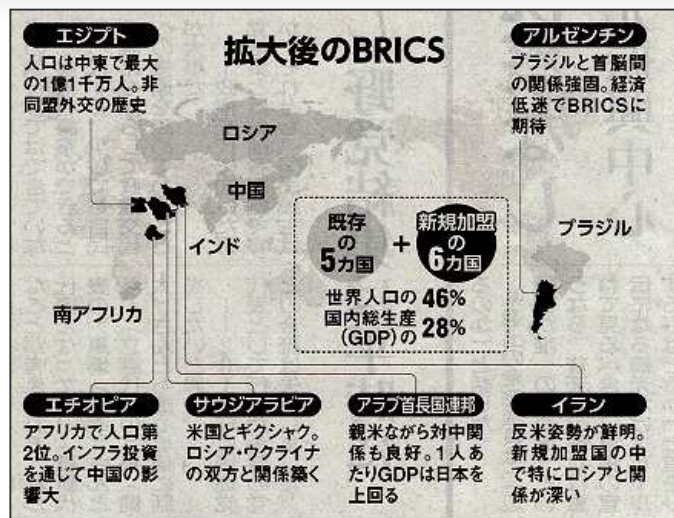 拡大後のBRICS
エジプト
人口は中東で最大
の1億1千万人。非
同盟外交の歴史
アルゼンチン
ブラジルと首脳間
の関係強固。経済
低迷でBRICSに
期待
ロシア
中国
インド
南アフリカ
ブラジル
既存
の
5カ国
+
新規加盟
の
6カ国
世界人口の46%
国内総生産
(GDP)の28%
エチオピア
アフリカで人口第
2位。インフラ投資
を通じて中国の影
響大
サウジアラビア
米国とギクシャク。
ロシア・ウクライナ
の双方と関係築く
アラブ首長国連邦
親米ながら対中関
係も良好。1人あ
たりGDPは日本を
上回る
イラン
反米姿勢が鮮明。
新規加盟国の中
で特にロシアと関
係が深い